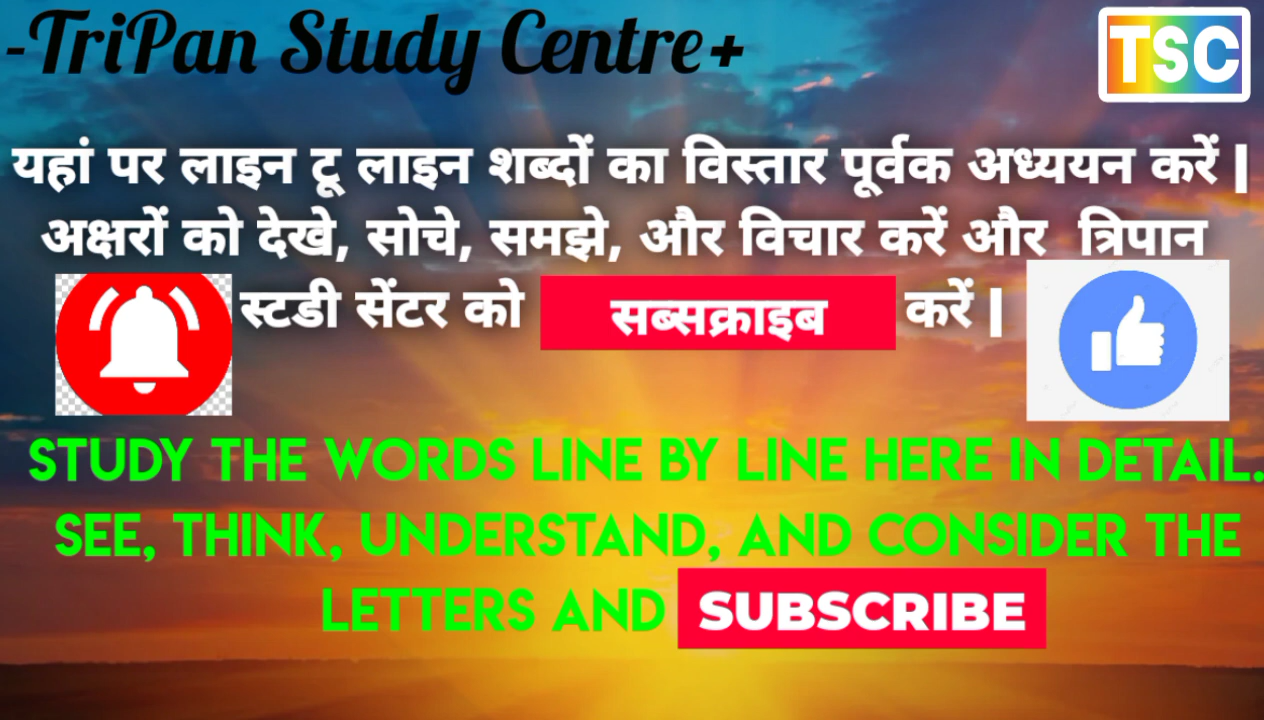 -TriPan Study Centre+
TSC
यहां पर लाइन टू लाइन शब्दों का विस्तार पूर्वक अध्ययन करें |
अक्षरों को देखे, सोचे, समझे, और विचार करें और त्रिपान
स्टडी सेंटर को सब्सक्राइब करें |
STUDY THE WORDS LINE BY LINE HERE IN DETAIL.
SEE, THINK, UNDERSTAND, AND CONSIDER THE
LETTERS AND SUBSCRIBE